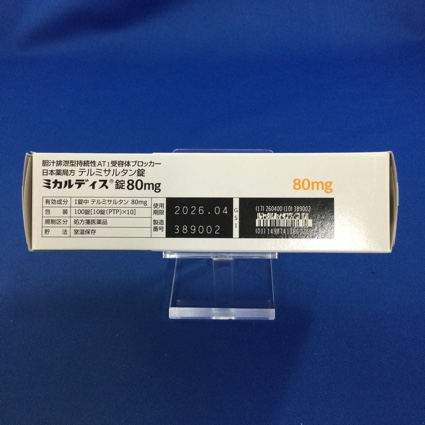 胆汁排泄型持続性AT₁受容体ブロッカー
日本薬局方 テルミサルタン錠
ミカルディス®錠80mg
80mg
有効成分 1錠中 テルミサルタン 80mg
包装 100錠[10錠(PTP)×10]
規制区分 処方箋医薬品
貯法 室温保存
使用期限 2026.04
製造番号 389002
GS1
(17) 260400 (10) 389002